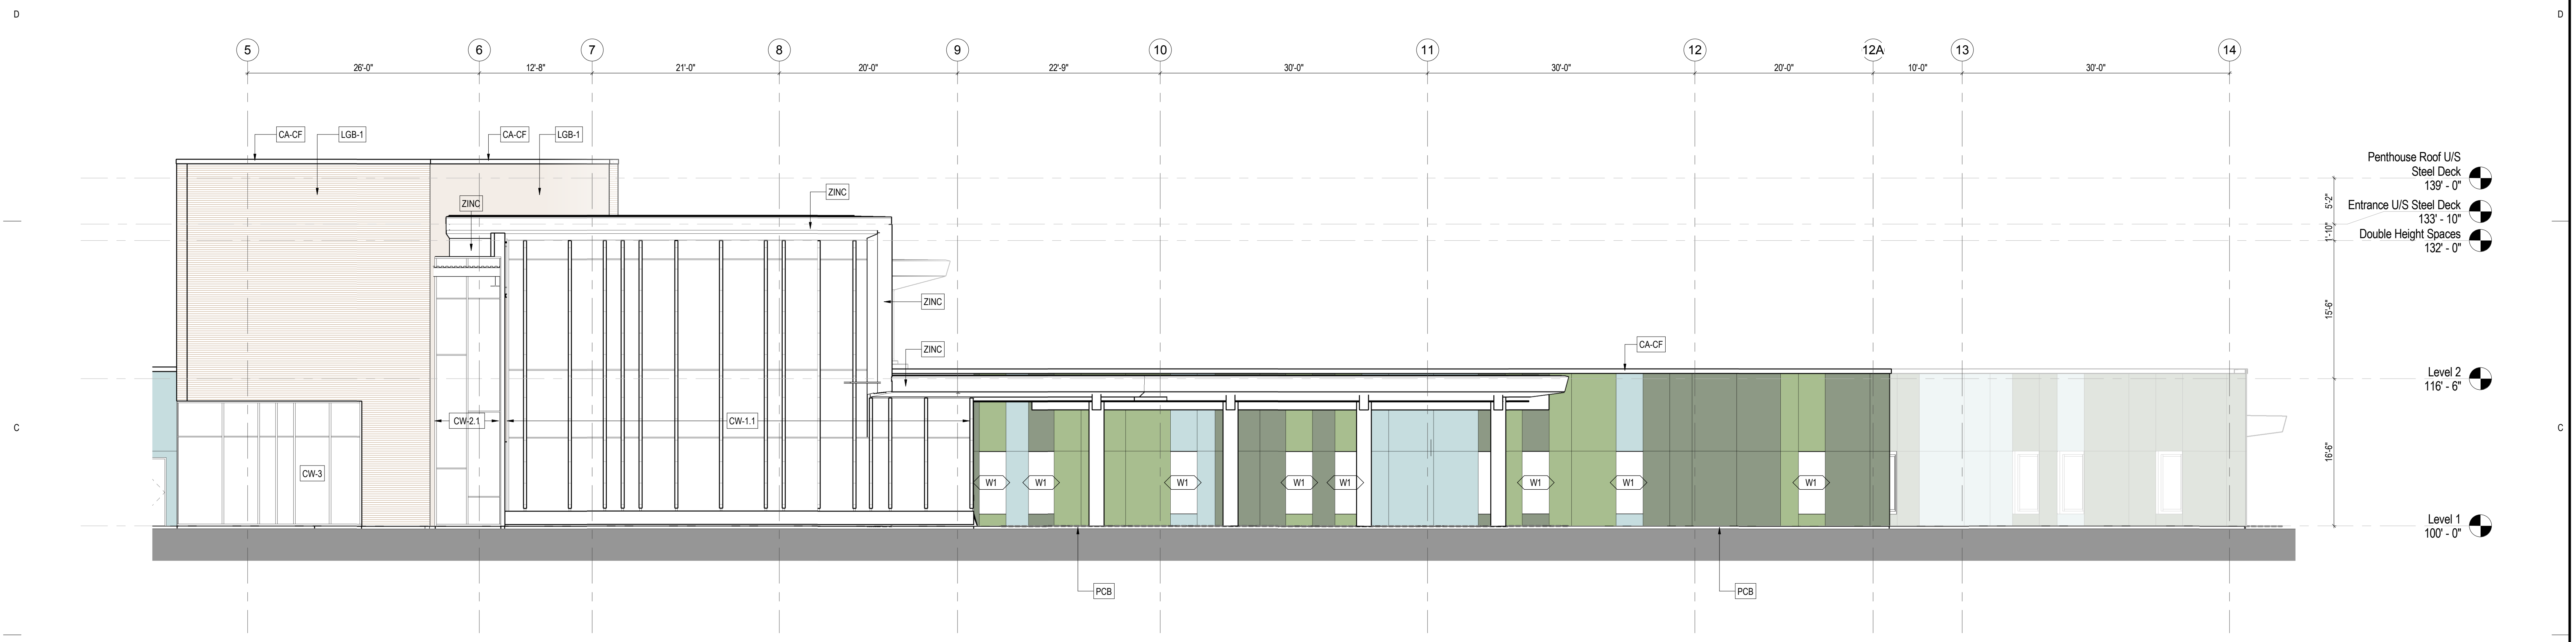 D
D
5
6
7
8
9
10
11
12
12A
13
14
26'-0"
12'-8"
21'-0"
20'-0"
22'-9"
30'-0"
30'-0"
20'-0"
10'-0"
30'-0"
CA-CF
LGB-1
CA-CF
LGB-1
ZINC
ZINC
ZINC
ZINC
CA-CF
Penthouse Roof U/S
Steel Deck
139' - 0"
5'-2"
Entrance U/S Steel Deck
133' - 10"
1'-10"
Double Height Spaces
132' - 0"
15'-6"
Level 2
116' - 6"
C
C
CW-2.1
CW-1.1
CW-3
16'-6"
W1
W1
W1
W1
W1
W1
W1
W1
Level 1
100' - 0"
PCB
PCB